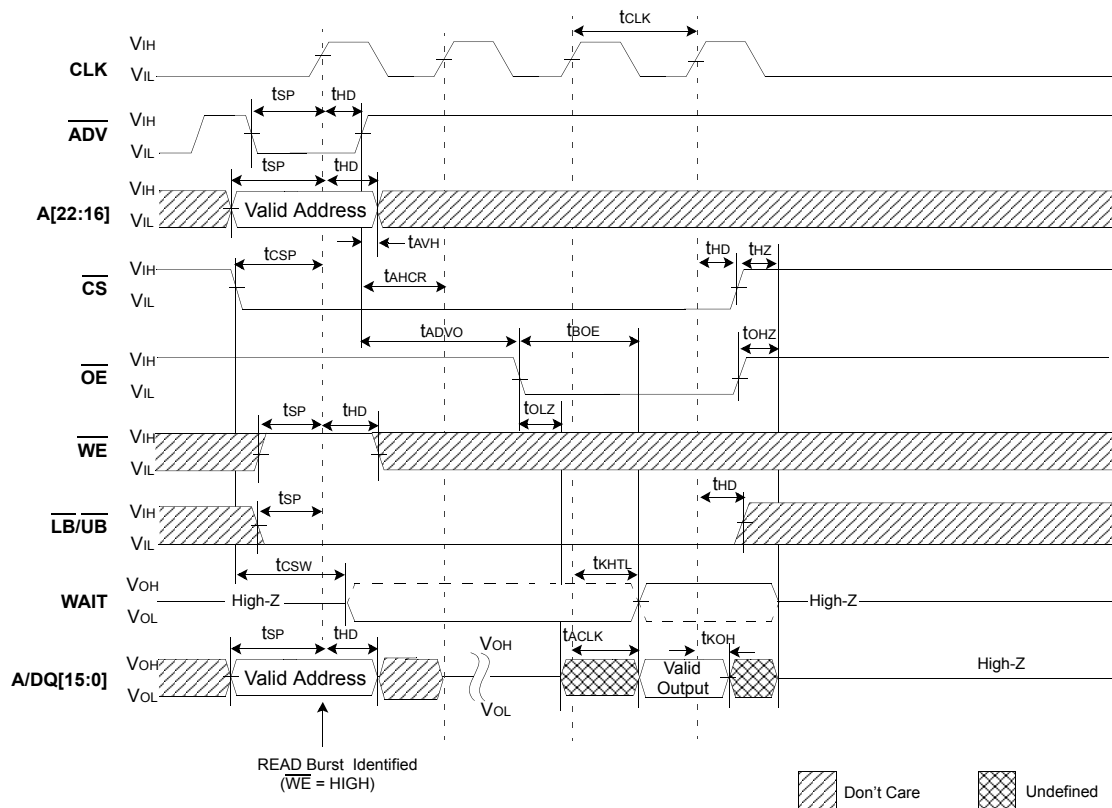 tCLK
VIH
CLK
VIL
tSP tHD
VIH
ADV
VIL
tSP tHD
VIH
A[22:16] Valid Address
VIL
tAVH
tCSP tHD tHZ
VIH
CS tAHCR
VIL
tADVO tBOE tOHZ
VIH
OE
VIL
tOLZ
tSP tHD
VIH
WE
VIL
tSP tHD
VIH
LB/UB
VIL
tCSW tKHTL
VOH
WAIT High-Z High-Z
VOL
tSP tHD VOH tACLK tKOH
VOH High-Z
A/DQ[15:0] Valid Address Valid Output
VOL VOL
READ Burst Identified
(WE = HIGH)
Don't Care Undefined